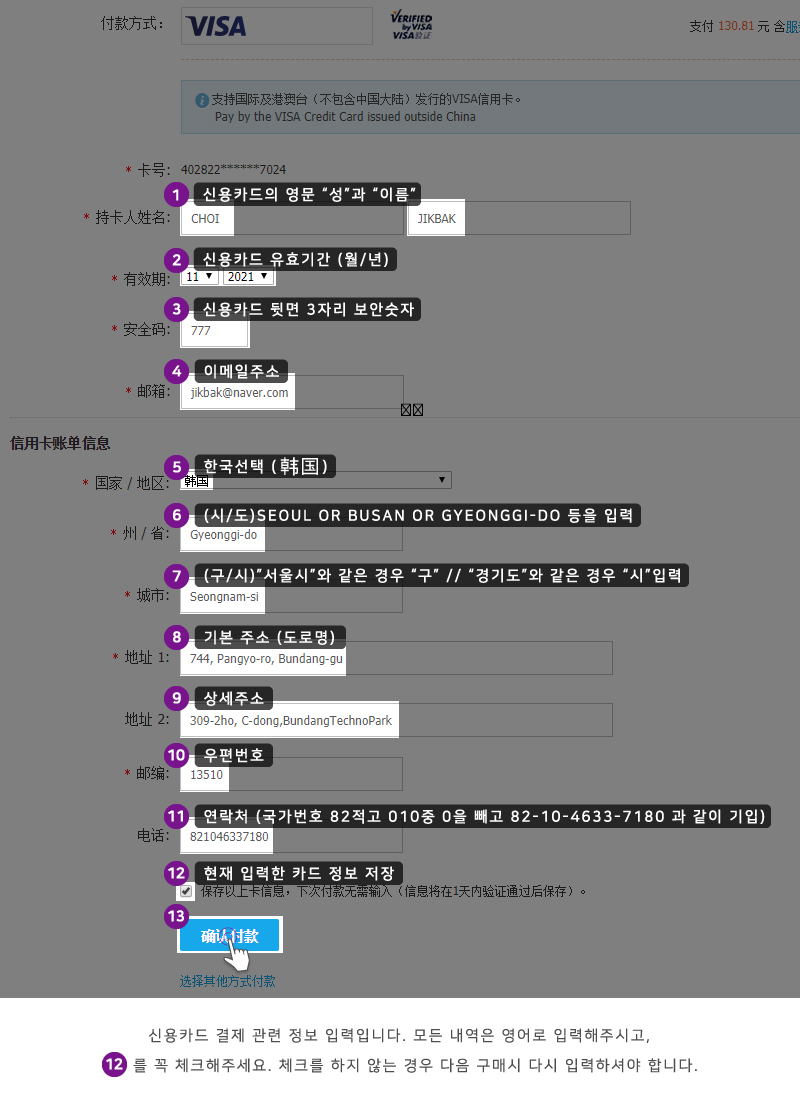 付款方式： VISA VERIFIED by VISA VISA验证 支付 130.81 元 含服
支持国际及港澳台（不包含中国大陆）发行的VISA信用卡。
Pay by the VISA Credit Card issued outside China
* 卡号: 402822******7024
1 신용카드의 영문 “성”과 “이름”
* 持卡人姓名: CHOI JIKBAK
2 신용카드 유효기간 (월/년)
* 有效期: 11 2021
3 신용카드 뒷면 3자리 보안숫자
* 安全码: 777
4 이메일주소
* 邮箱: jikbak@naver.com
信用卡账单信息
5 한국선택 (韩国)
* 国家 / 地区: 韩国
6 (시/도)SEOUL OR BUSAN OR GYEONGGI-DO 등을 입력
* 州 / 省: Gyeonggi-do
7 (구/시)”서울시”와 같은 경우 “구” // “경기도”와 같은 경우 “시”입력
* 城市: Seongnam-si
8 기본 주소 (도로명)
* 地址 1: 744, Pangyo-ro, Bundang-gu
9 상세주소
地址 2: 309-2ho, C-dong,BundangTechnoPark
10 우편번호
* 邮编: 13510
11 연락처 (국가번호 82적고 010중 0을 빼고 82-10-4633-7180 과 같이 기입)
电话: 821046337180
12 현재 입력한 카드 정보 저장
保存以上卡信息，下次付款无需输入（信息将在1天内验证通过后保存）。
13
确认付款
选择其他方式付款
신용카드 결제 관련 정보 입력입니다. 모든 내역은 영어로 입력해주시고,
12 를 꼭 체크해주세요. 체크를 하지 않는 경우 다음 구매시 다시 입력하셔야 합니다.